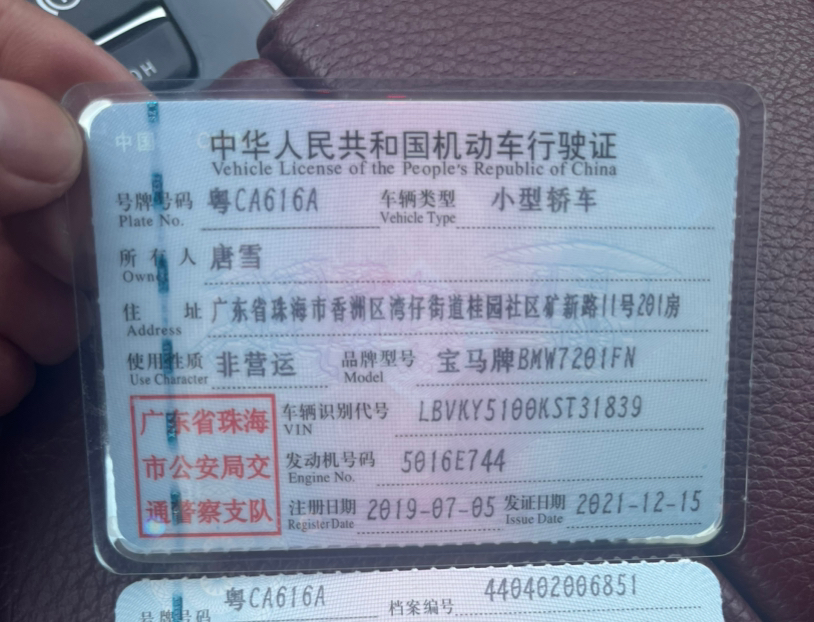 中华人民共和国机动车行驶证
Vehicle License of the People's Republic of China
号牌号码 粤CA616A 车辆类型 小型轿车
Plate No. Vehicle Type
所有人 唐雪
Owner
住址 广东省珠海市香洲区湾仔街道桂园社区矿新路11号201房
Address
使用性质 非营运 品牌型号 宝马牌BMW7201FN
Use Character Model
广东省珠海
市公安局交
通警察支队
车辆识别代号 LBVKY5100KST31839
VIN
发动机号码 5016E744
Engine No.
注册日期 2019-07-05 发证日期 2021-12-15
Register Date Issue Date
号牌号码 粤CA616A 档案编号 440402006851